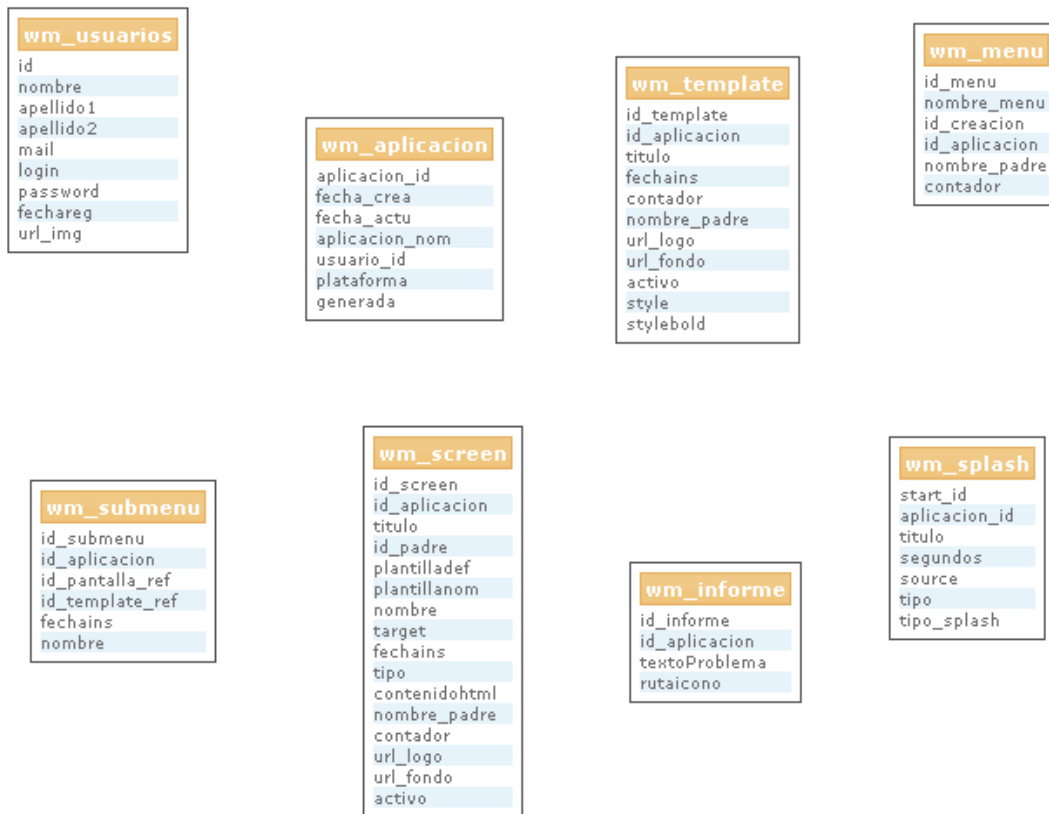 wm_usuarios
id
nombre
apellido1
apellido2
mail
login
password
fechareg
url_img
wm_aplicacion
aplicacion_id
fecha_crea
fecha_actu
aplicacion_nom
usuario_id
plataforma
generada
wm_template
id_template
id_aplicacion
titulo
fechains
contador
nombre_padre
url_logo
url_fondo
activo
style
stylebold
wm_menu
id_menu
nombre_menu
id_creacion
id_aplicacion
nombre_padre
contador
wm_submenu
id_submenu
id_aplicacion
id_pantalla_ref
id_template_ref
fechains
nombre
wm_screen
id_screen
id_aplicacion
titulo
id_padre
plantilladef
plantillanom
nombre
target
fechains
tipo
contenidohtml
nombre_padre
contador
url_logo
url_fondo
activo
wm_informe
id_informe
id_aplicacion
textoProblema
rutaicono
wm_splash
start_id
aplicacion_id
titulo
segundos
source
tipo
tipo_splash